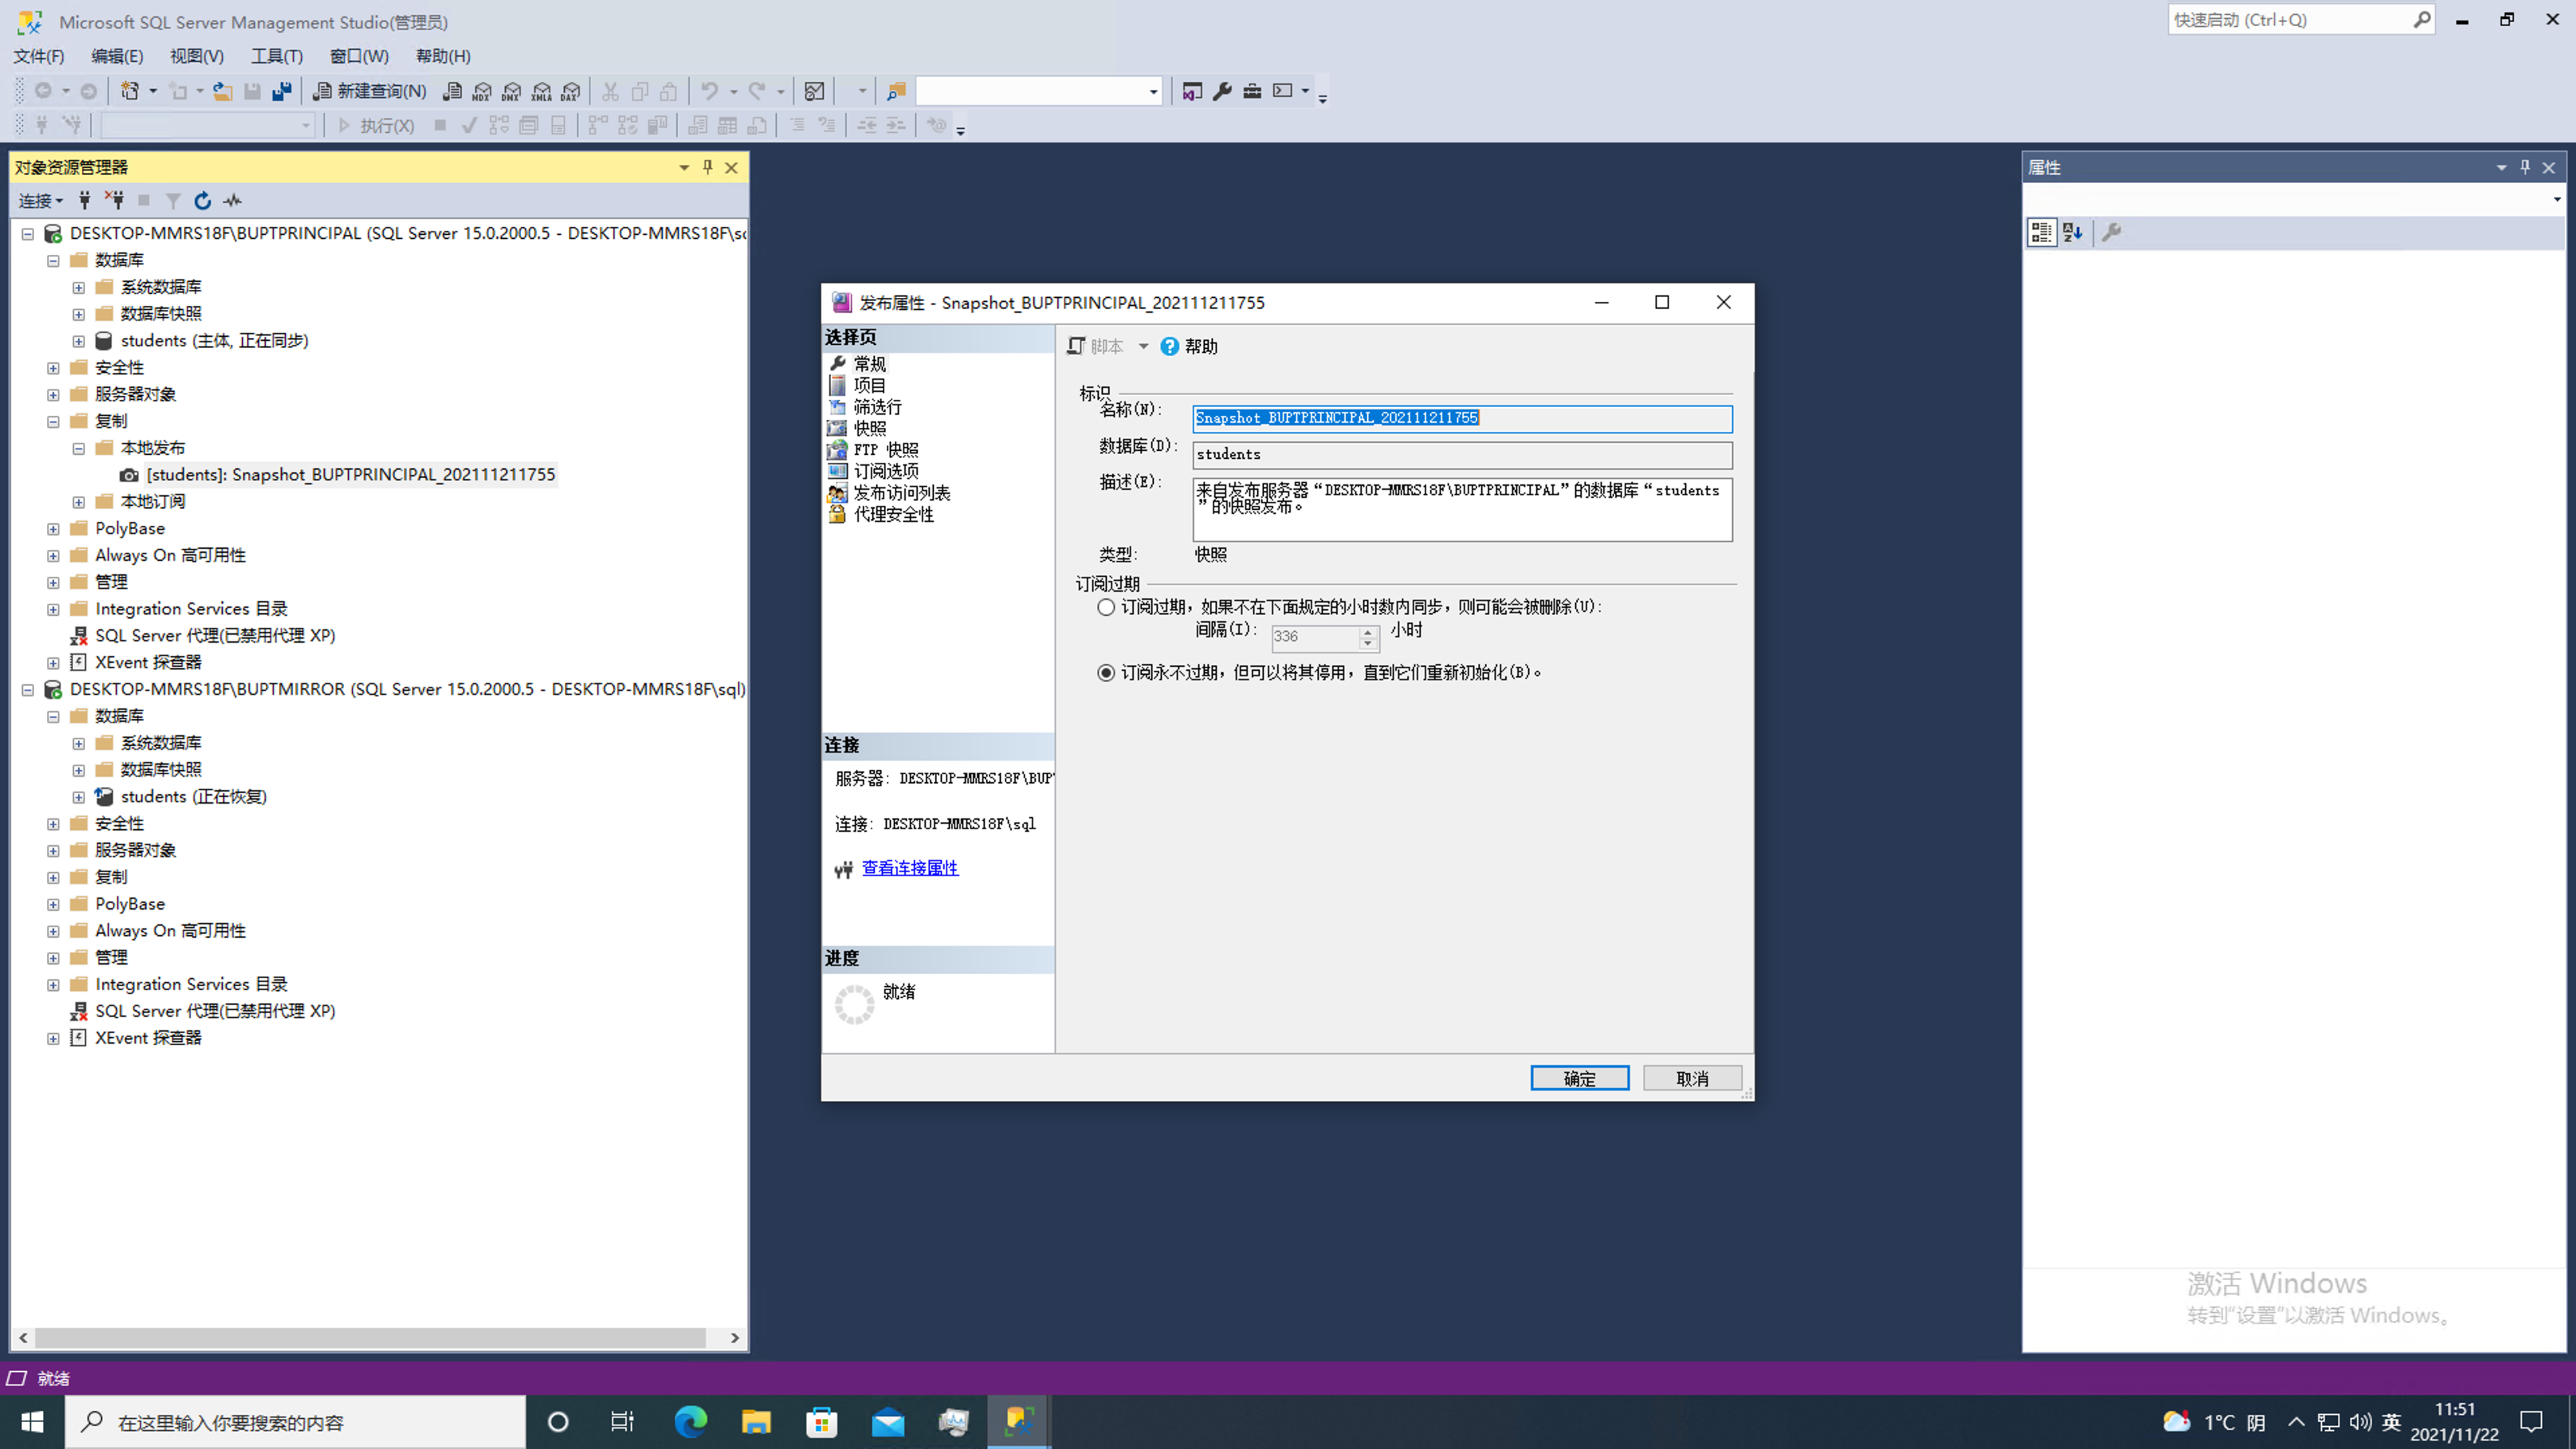 Microsoft SQL Server Management Studio(管理员)
快速启动 (Ctrl+Q)
文件(F) 编辑(E) 视图(V) 工具(T) 窗口(W) 帮助(H)
新建查询(N) MDX DMX XMLA DAX
执行(X)
对象资源管理器
连接
DESKTOP-MMRS18F\BUPTPRINCIPAL (SQL Server 15.0.2000.5 - DESKTOP-MMRS18F\sq
数据库
系统数据库
数据库快照
students (主体, 正在同步)
安全性
服务器对象
复制
本地发布
[students]: Snapshot_BUPTPRINCIPAL_202111211755
本地订阅
PolyBase
Always On 高可用性
管理
Integration Services 目录
SQL Server 代理(已禁用代理 XP)
XEvent 探查器
DESKTOP-MMRS18F\BUPTMIRROR (SQL Server 15.0.2000.5 - DESKTOP-MMRS18F\sql)
数据库
系统数据库
数据库快照
students (正在恢复)
安全性
服务器对象
复制
PolyBase
Always On 高可用性
管理
Integration Services 目录
SQL Server 代理(已禁用代理 XP)
XEvent 探查器
发布属性 - Snapshot_BUPTPRINCIPAL_202111211755
选择页
常规
项目
筛选行
快照
FTP 快照
订阅选项
发布访问列表
代理安全性
连接
服务器: DESKTOP-MMRS18F\BUPT
连接: DESKTOP-MMRS18F\sql
查看连接属性
进度
就绪
脚本 帮助
标识
名称(N): Snapshot_BUPTPRINCIPAL_202111211755
数据库(D): students
描述(E): 来自发布服务器“DESKTOP-MMRS18F\BUPTPRINCIPAL”的数据库“students
”的快照发布。
类型: 快照
订阅过期
订阅过期，如果不在下面规定的小时数内同步，则可能会被删除(U):
间隔(I): 336 小时
订阅永不过期，但可以将其停用，直到它们重新初始化(B)。
确定 取消
属性
激活 Windows
转到“设置”以激活 Windows。
就绪
在这里输入你要搜索的内容
1°C 阴 英
11:51
2021/11/22